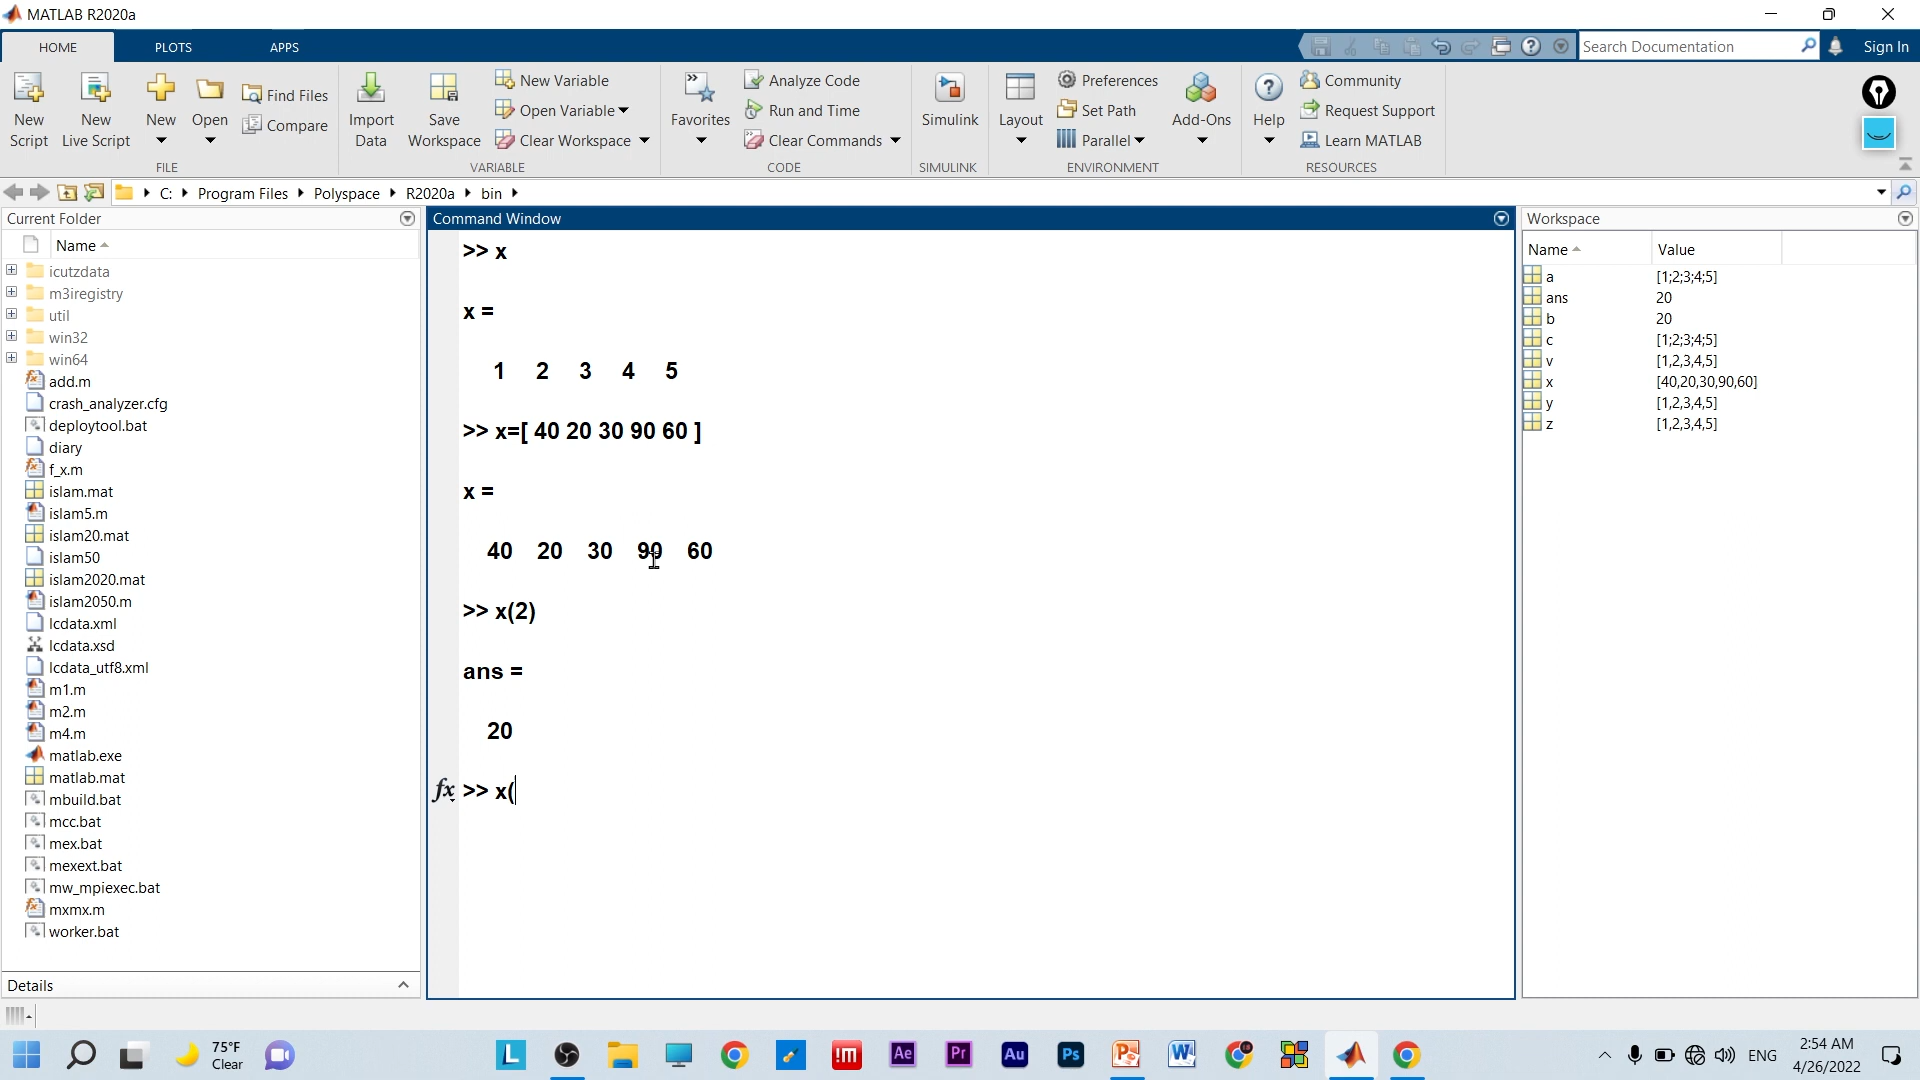 MATLAB R2020a
HOME PLOTS APPS
Search Documentation
Sign In
New Script
New Live Script
New
Open
Find Files
Compare
FILE
Import Data
Save Workspace
New Variable
Open Variable
Clear Workspace
VARIABLE
Favorites
Analyze Code
Run and Time
Clear Commands
CODE
Simulink
SIMULINK
Layout
Preferences
Set Path
Parallel
Add-Ons
ENVIRONMENT
Help
Community
Request Support
Learn MATLAB
RESOURCES
C: Program Files Polyspace R2020a bin
Current Folder
Name
icutzdata
m3iregistry
util
win32
win64
add.m
crash_analyzer.cfg
deploytool.bat
diary
f_x.m
islam.mat
islam5.m
islam20.mat
islam50
islam2020.mat
islam2050.m
lcdata.xml
lcdata.xsd
lcdata_utf8.xml
m1.m
m2.m
m4.m
matlab.exe
matlab.mat
mbuild.bat
mcc.bat
mex.bat
mexext.bat
mw_mpiexec.bat
mxmx.m
worker.bat
Details
Command Window
>> x
x =
1 2 3 4 5
>> x=[ 40 20 30 90 60 ]
x =
40 20 30 90 60
>> x(2)
ans =
20
fx >> x(
Workspace
Name Value
a [1;2;3;4;5]
ans 20
b 20
c [1;2;3;4;5]
v [1,2,3,4,5]
x [40,20,30,90,60]
y [1,2,3,4,5]
z [1,2,3,4,5]
75°F
Clear
L
!m
Ae
Pr
Au
Ps
P
W
ENG
2:54 AM
4/26/2022